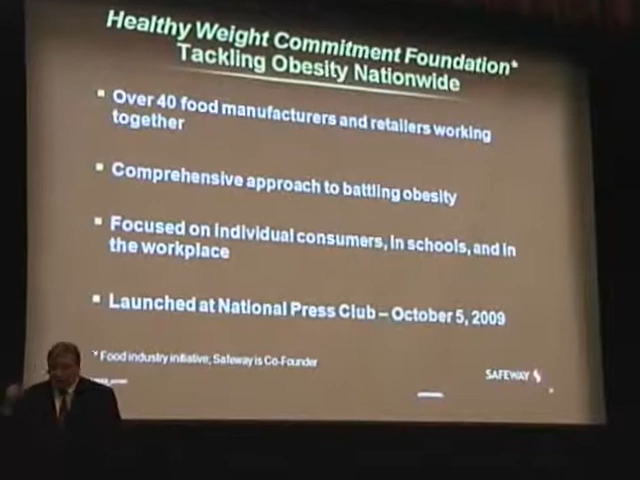 Healthy Weight Commitment Foundation*
Tackling Obesity Nationwide
▪ Over 40 food manufacturers and retailers working
together
▪ Comprehensive approach to battling obesity
▪ Focused on individual consumers, in schools, and in
the workplace
▪ Launched at National Press Club – October 5, 2009
* Food industry initiative, Safeway is Co-Founder
SAFEWAY